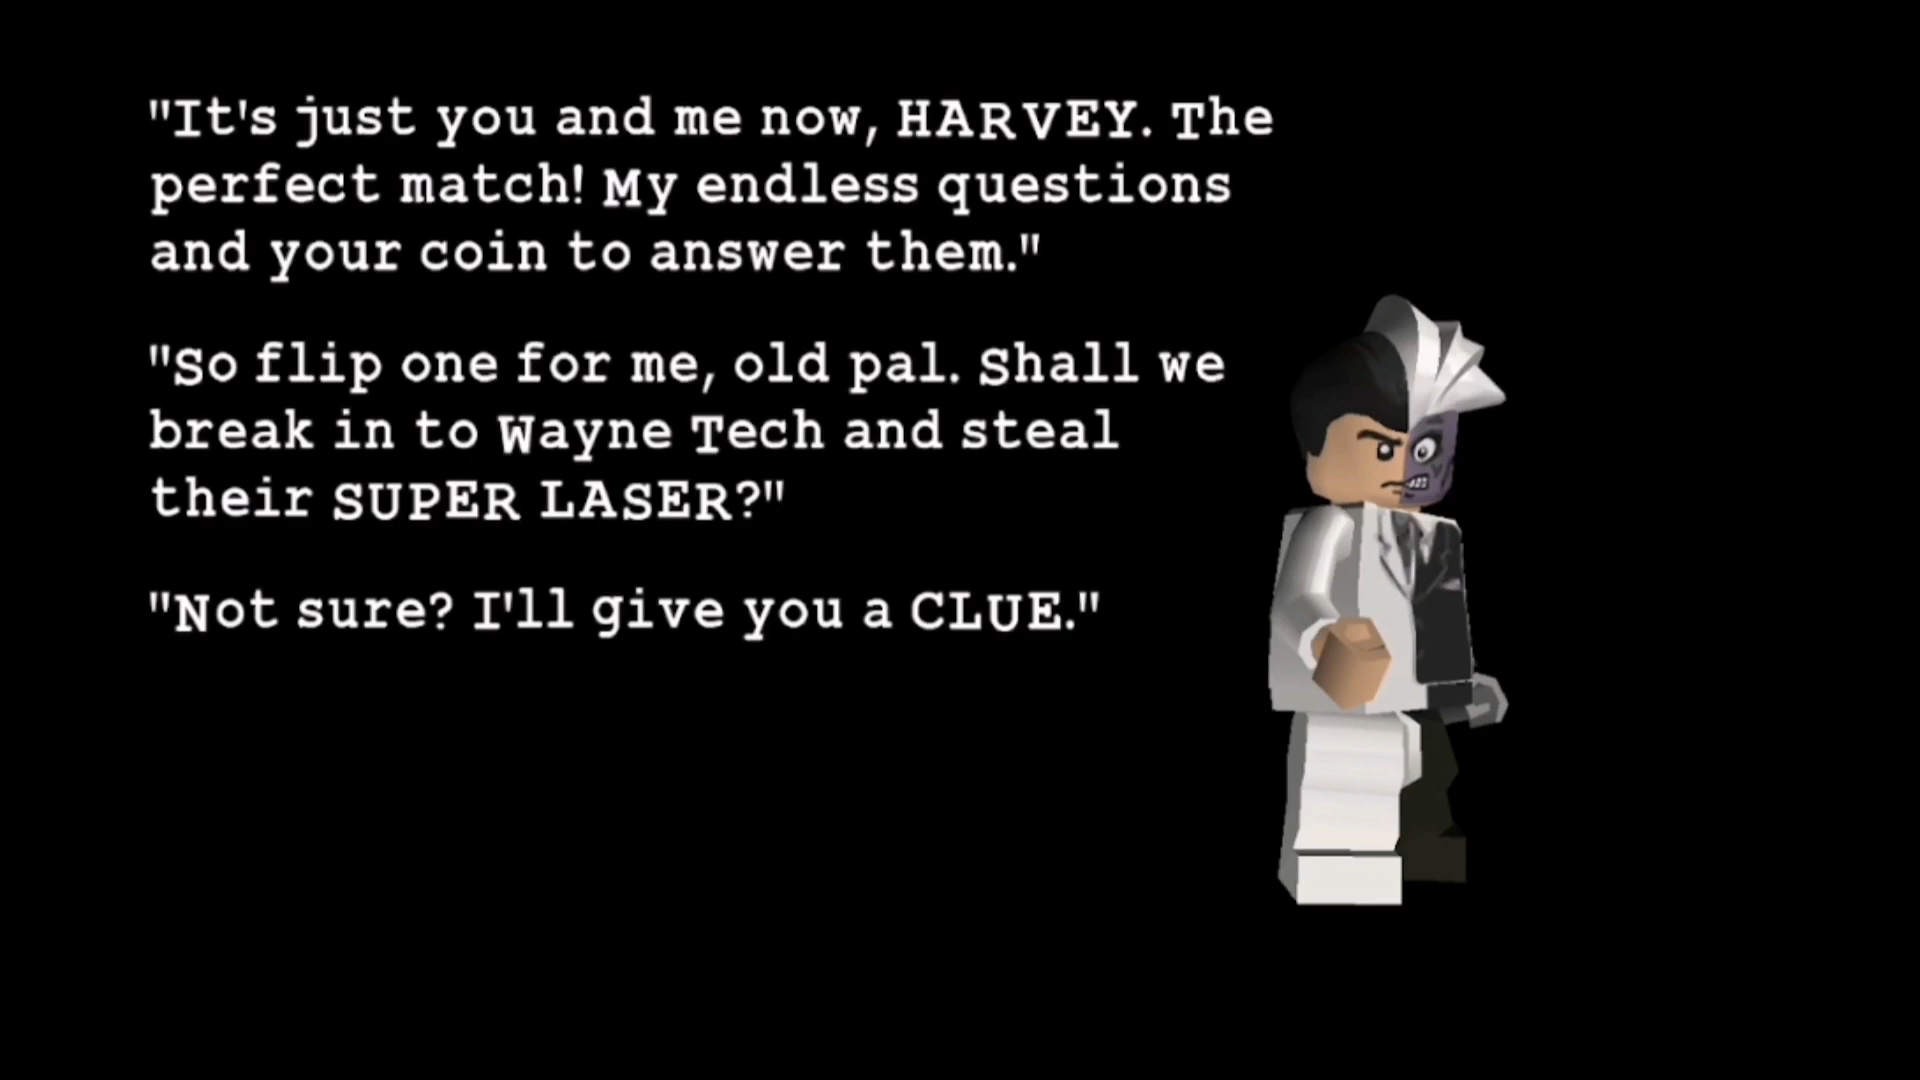 "It's just you and me now, HARVEY. The
perfect match! My endless questions
and your coin to answer them."
"So flip one for me, old pal. Shall we
break in to Wayne Tech and steal
their SUPER LASER?"
"Not sure? I'll give you a CLUE."